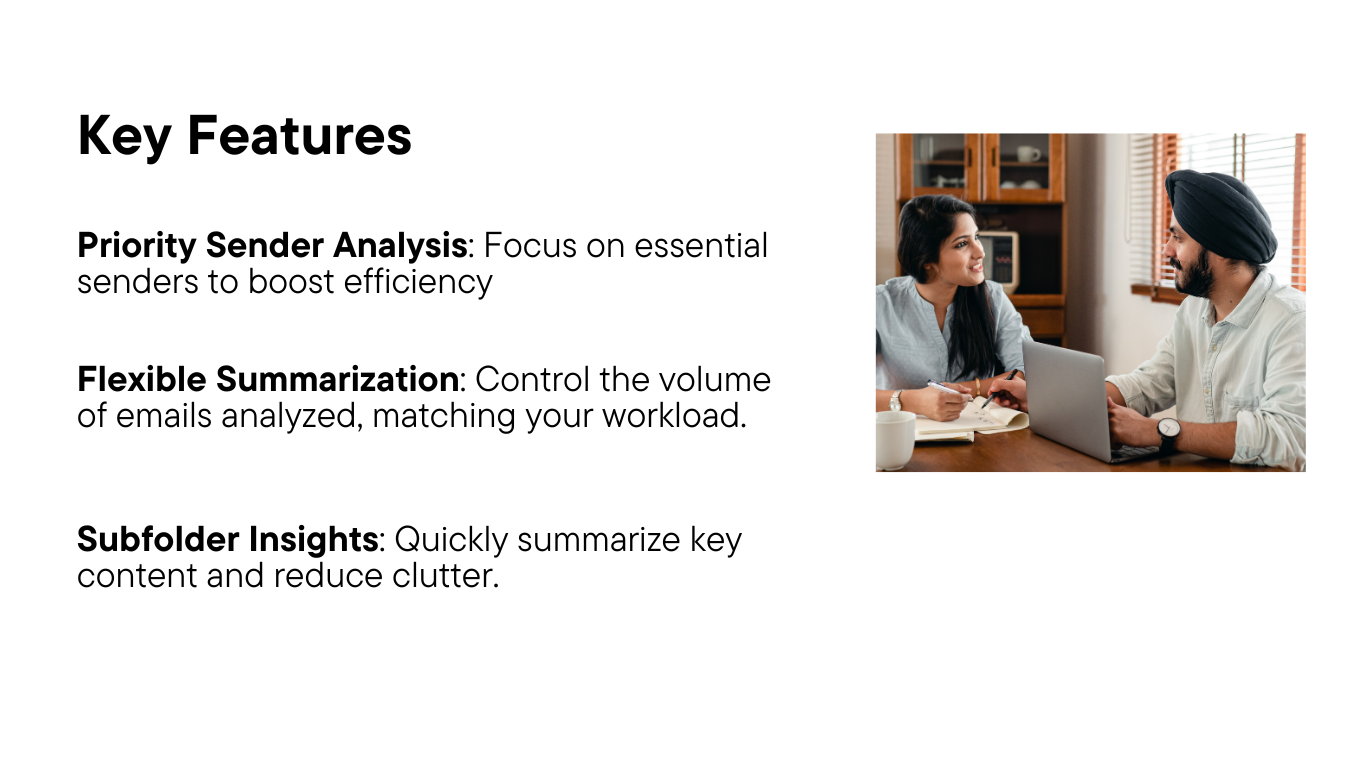 Key Features
Priority Sender Analysis: Focus on essential
senders to boost efficiency
Flexible Summarization: Control the volume
of emails analyzed, matching your workload.
Subfolder Insights: Quickly summarize key
content and reduce clutter.